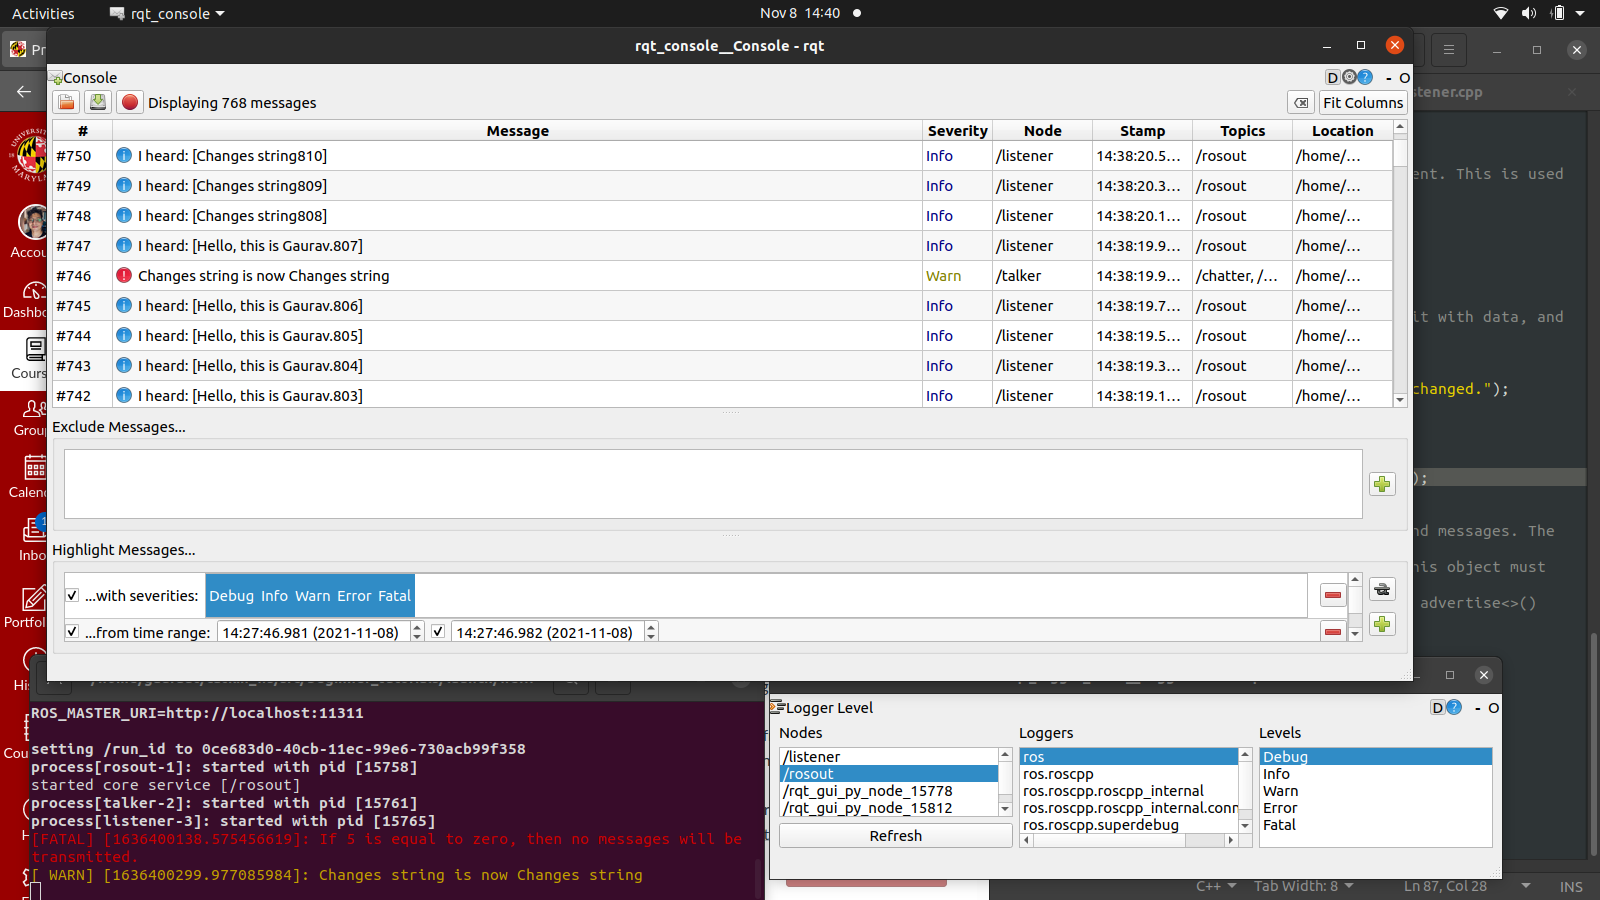 Activities
rqt_console
Nov 8 14:40
rqt_console__Console - rqt
Console
D
?
- O
Displaying 768 messages
Fit Columns
# Message Severity Node Stamp Topics Location
#750 I heard: [Changes string810] Info /listener 14:38:20.5... /rosout /home/...
#749 I heard: [Changes string809] Info /listener 14:38:20.3... /rosout /home/...
#748 I heard: [Changes string808] Info /listener 14:38:20.1... /rosout /home/...
#747 I heard: [Hello, this is Gaurav.807] Info /listener 14:38:19.9... /rosout /home/...
#746 Changes string is now Changes string Warn /talker 14:38:19.9... /chatter, /... /home/...
#745 I heard: [Hello, this is Gaurav.806] Info /listener 14:38:19.7... /rosout /home/...
#744 I heard: [Hello, this is Gaurav.805] Info /listener 14:38:19.5... /rosout /home/...
#743 I heard: [Hello, this is Gaurav.804] Info /listener 14:38:19.3... /rosout /home/...
#742 I heard: [Hello, this is Gaurav.803] Info /listener 14:38:19.1... /rosout /home/...
Exclude Messages...
Highlight Messages...
...with severities: Debug Info Warn Error Fatal
...from time range: 14:27:46.981 (2021-11-08) 14:27:46.982 (2021-11-08)
Pr
Accou
Dashbo
Cours
Group
Calend
1
Inbo
Portfol
His
Cou
H
stener.cpp
ent. This is used
it with data, and
changed.");
);
nd messages. The
his object must
advertise<>()
ROS_MASTER_URI=http://localhost:11311
setting /run_id to 0ce683d0-40cb-11ec-99e6-730acb99f358
process[rosout-1]: started with pid [15758]
started core service [/rosout]
process[talker-2]: started with pid [15761]
process[listener-3]: started with pid [15765]
[FATAL] [1636400138.575456619]: If 5 is equal to zero, then no messages will be
transmitted.
[ WARN] [1636400299.977085984]: Changes string is now Changes string
Logger Level
D
?
- O
Nodes
/listener
/rosout
/rqt_gui_py_node_15778
/rqt_gui_py_node_15812
Refresh
Loggers
ros
ros.roscpp
ros.roscpp.roscpp_internal
ros.roscpp.roscpp_internal.conn
ros.roscpp.superdebug
Levels
Debug
Info
Warn
Error
Fatal
C++ Tab Width: 8 Ln 87, Col 28 INS